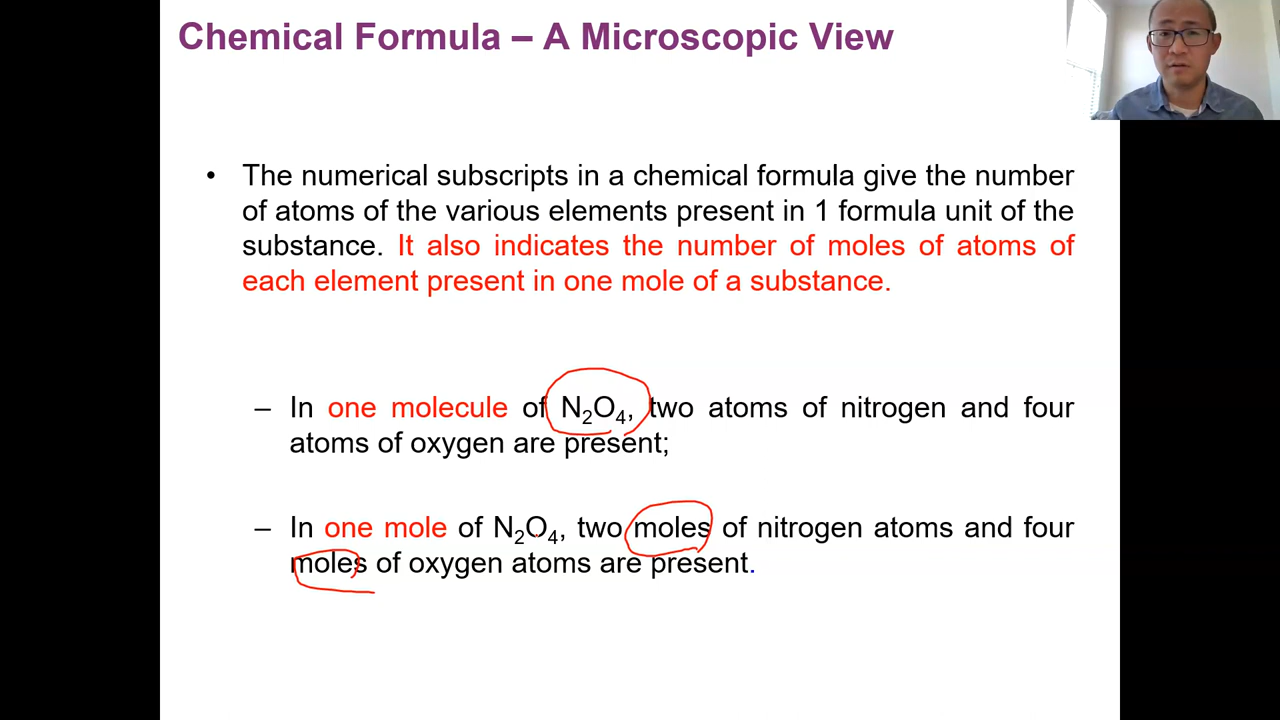 Chemical Formula – A Microscopic View
• The numerical subscripts in a chemical formula give the number
of atoms of the various elements present in 1 formula unit of the
substance. It also indicates the number of moles of atoms of
each element present in one mole of a substance.
– In one molecule of N₂O₄, two atoms of nitrogen and four
atoms of oxygen are present;
– In one mole of N₂O₄, two moles of nitrogen atoms and four
moles of oxygen atoms are present.